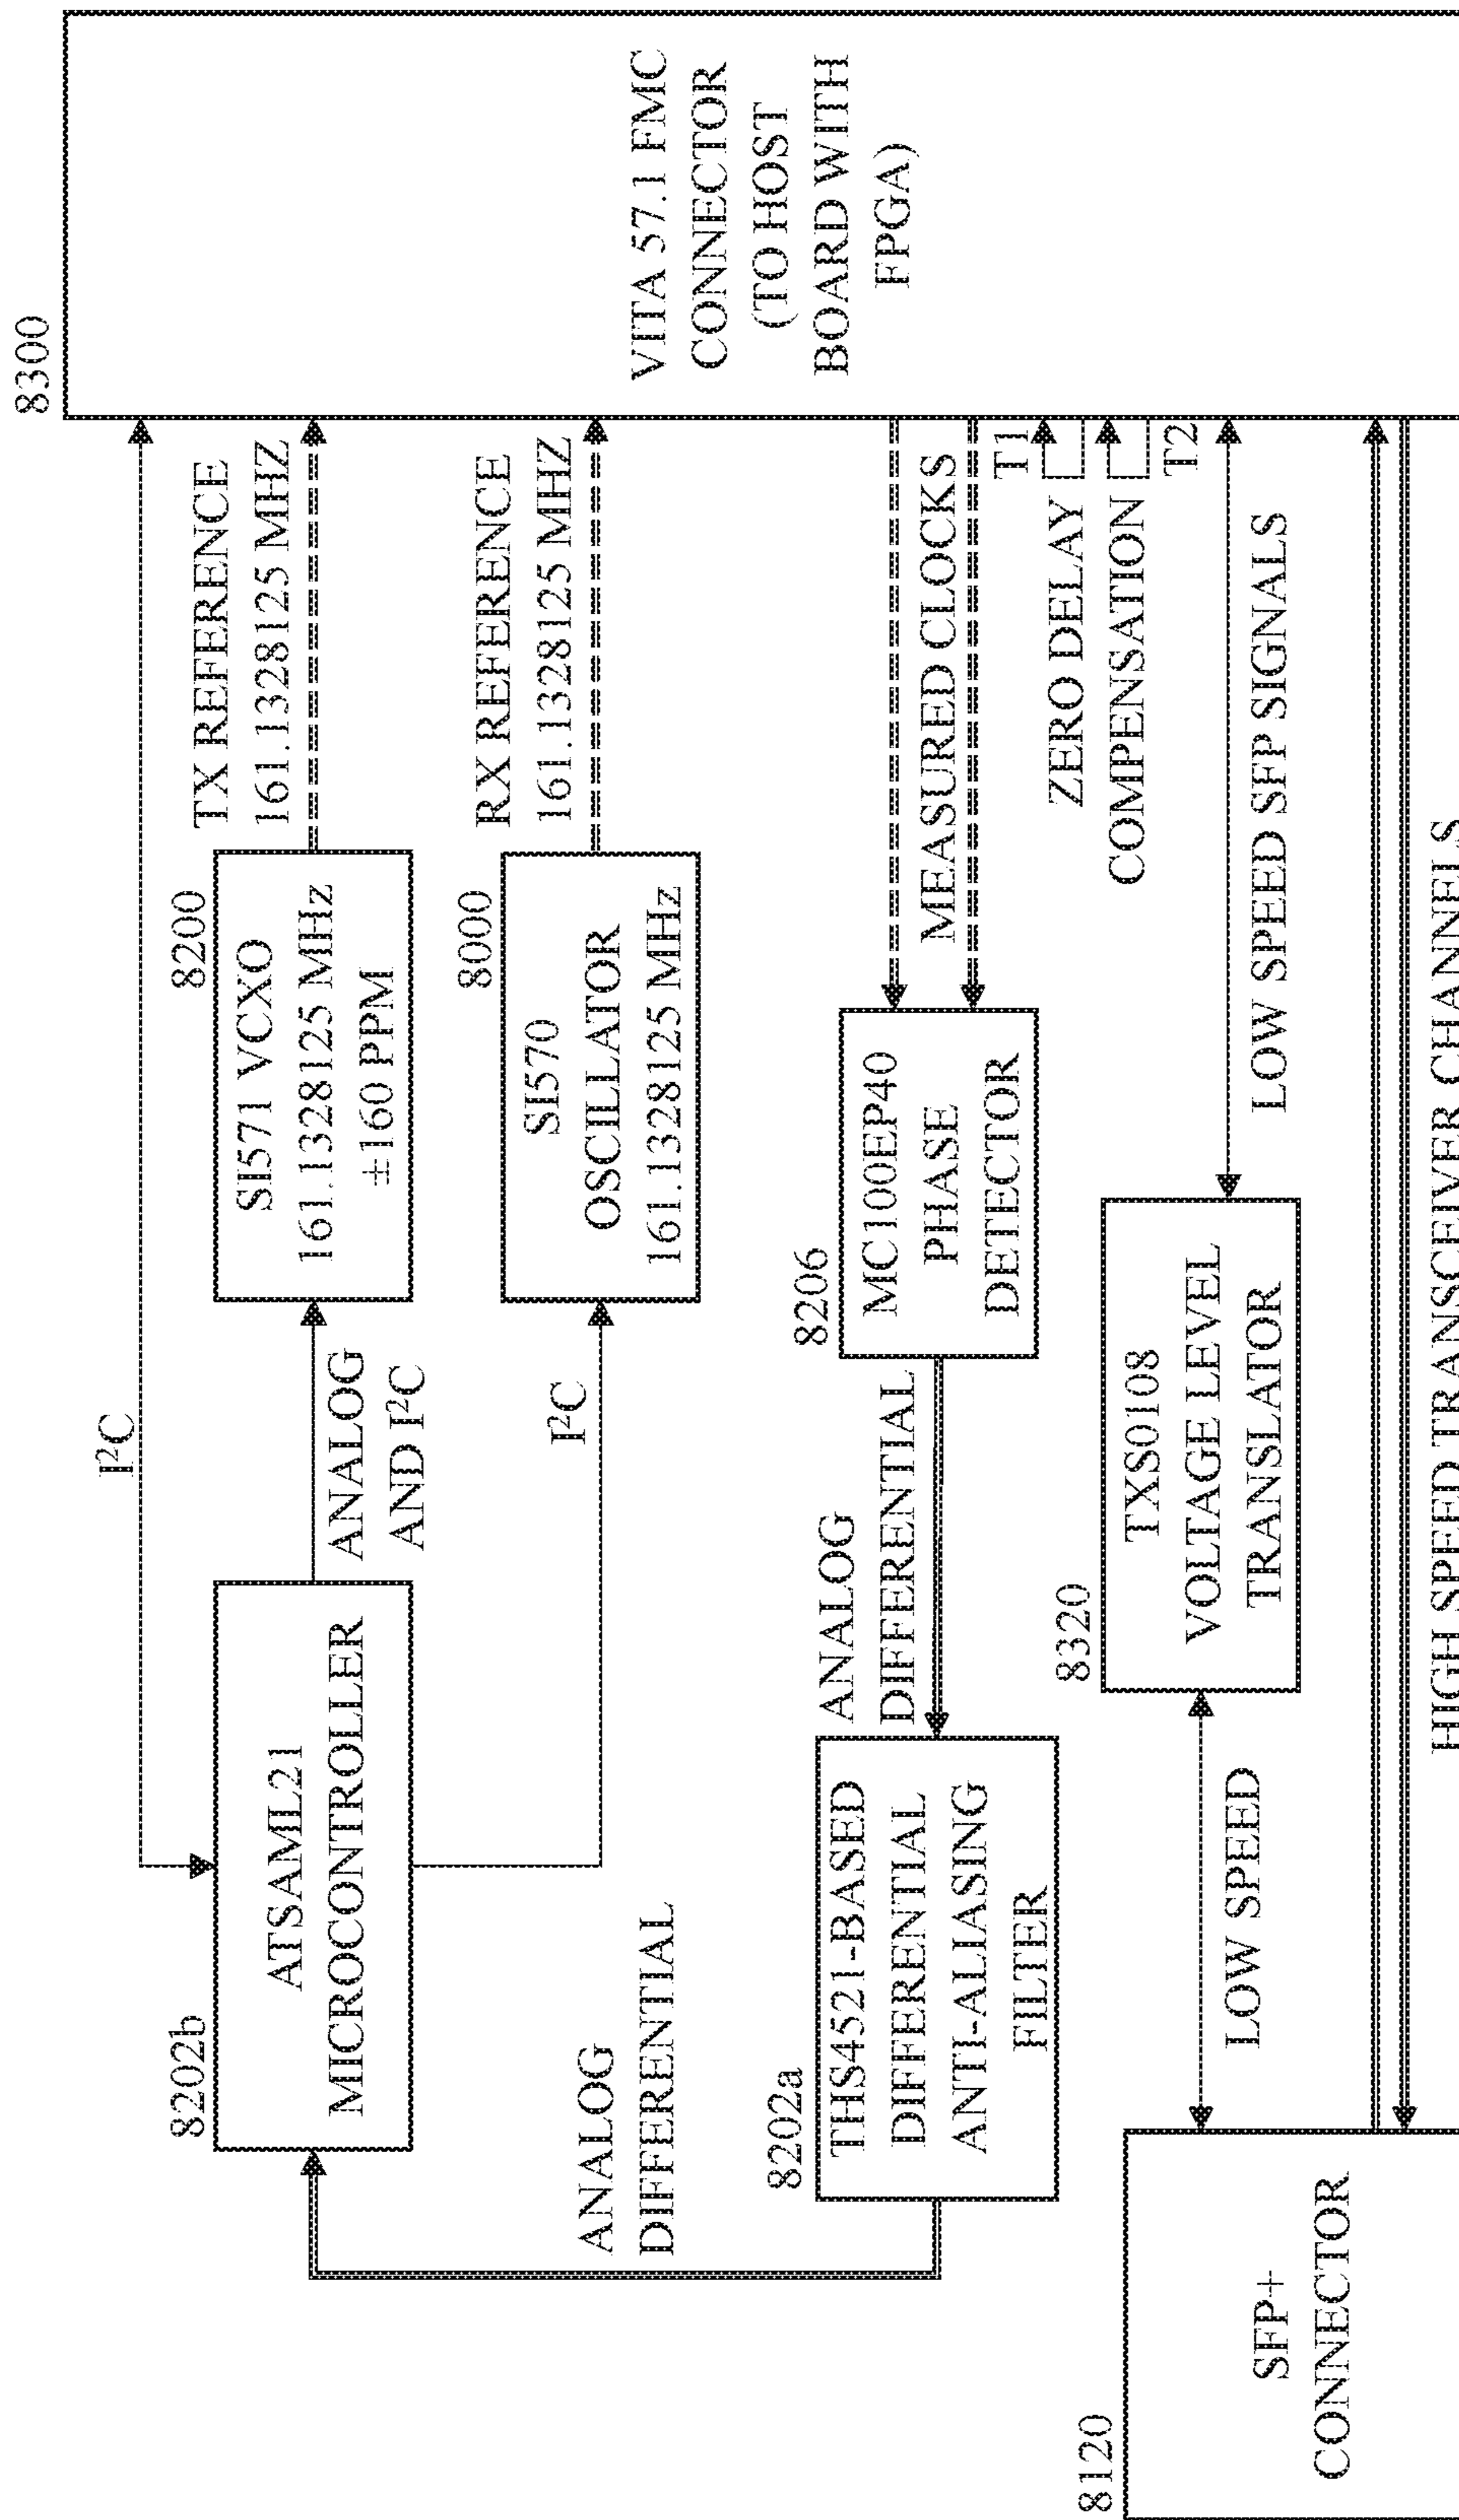 8300
VITA 57.1 FMC
CONNECTOR
(TO HOST
BOARD WITH
FPGA)
I²C
TX REFERENCE
161.1328125 MHZ
8200
SI571 VCXO
161.1328125 MHz
±160 PPM
ANALOG
AND I²C
8202b
ATSAML21
MICROCONTROLLER
RX REFERENCE
161.1328125 MHZ
8000
SI570
OSCILLATOR
161.1328125 MHz
I²C
ANALOG
DIFFERENTIAL
8202a
THS4521-BASED
DIFFERENTIAL
ANTI-ALIASING
FILTER
ANALOG
DIFFERENTIAL
8206
MC100EP40
PHASE
DETECTOR
MEASURED CLOCKS
T1
ZERO DELAY
COMPENSATION
T2
8320
TXS0108
VOLTAGE LEVEL
TRANSLATOR
LOW SPEED SFP SIGNALS
LOW SPEED
8120
SFP+
CONNECTOR
HIGH SPEED TRANSCEIVER CHANNELS